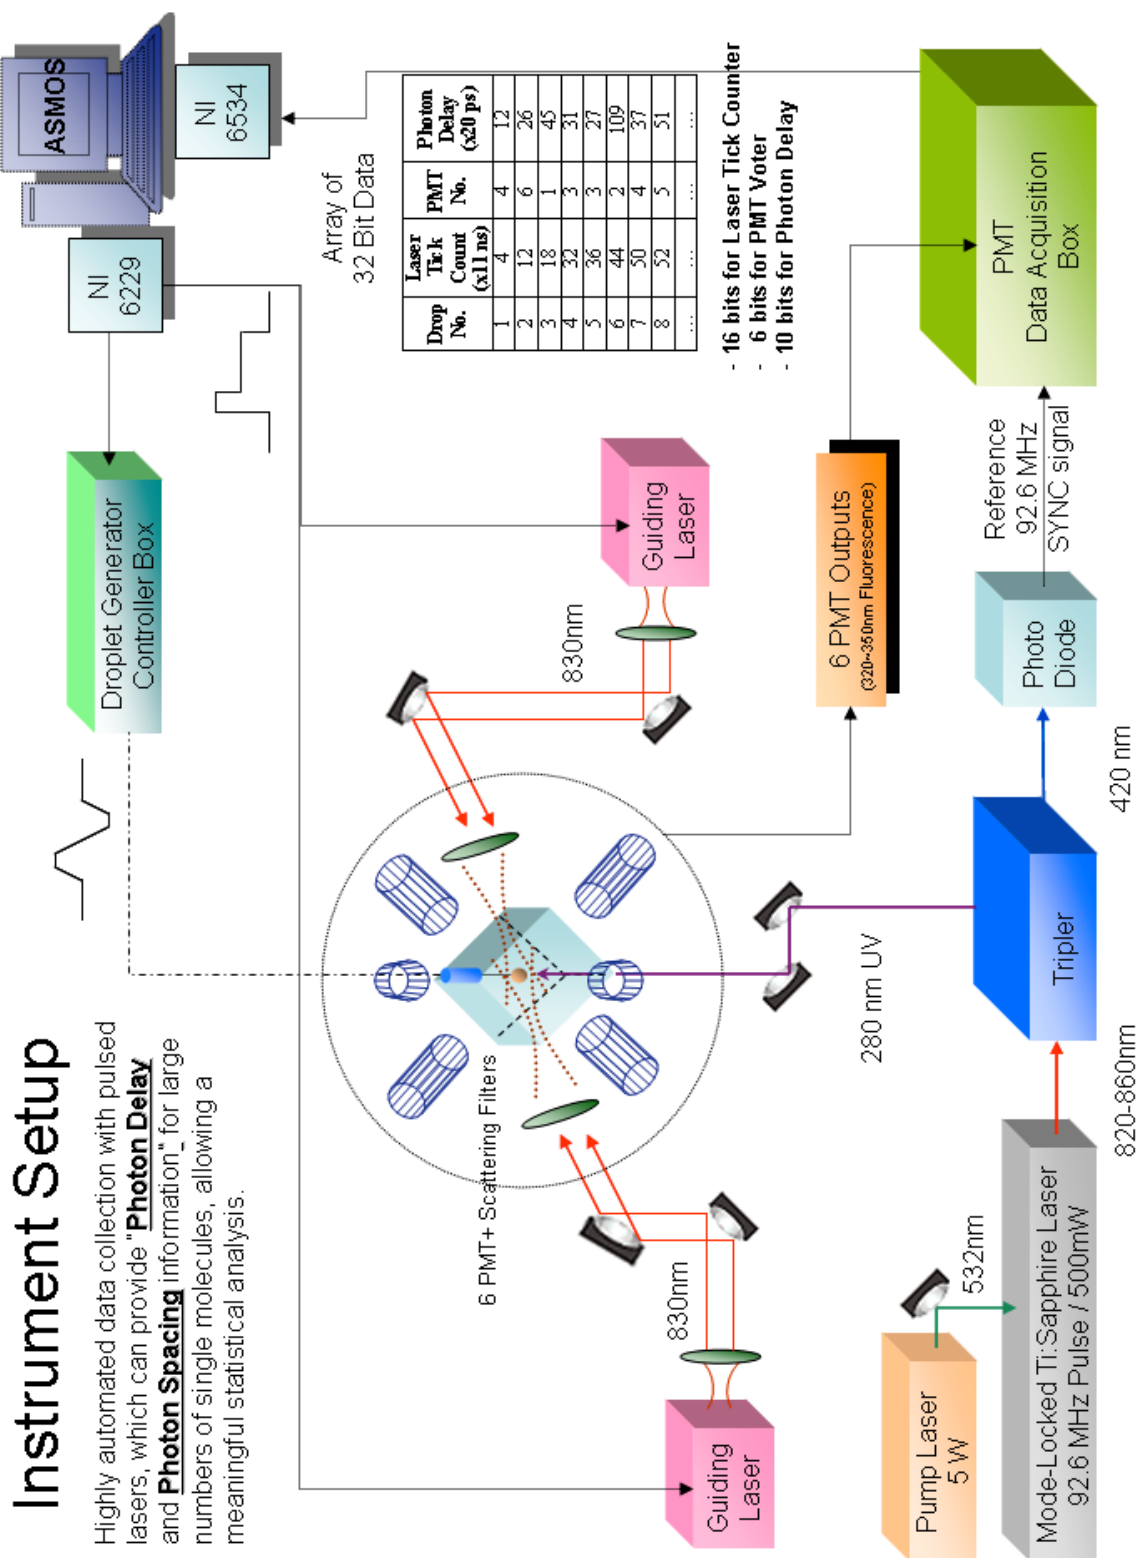 Instrument Setup
Highly automated data collection with pulsed
lasers, which can provide "Photon Delay
and Photon Spacing information" for large
numbers of single molecules, allowing a
meaningful statistical analysis.
ASMOS
NI
6229
NI
6534
Droplet Generator
Controller Box
Array of
32 Bit Data
Drop No. Laser Tick Count (x11 ns) PMT No. Photon Delay (x20 ps)
1 4 4 12
2 12 6 26
3 18 1 45
4 32 3 31
5 36 3 27
6 44 2 109
7 50 4 37
8 52 5 51
... ... ... ...
- 16 bits for Laser Tick Counter
- 6 bits for PMT Voter
- 10 bits for Photon Delay
6 PMT+ Scattering Filters
830nm
Guiding
Laser
830nm
Guiding
Laser
280 nm UV
6 PMT Outputs
(320~350nm Fluorescence)
Pump Laser
5 W
532nm
Mode-Locked Ti:Sapphire Laser
92.6 MHz Pulse / 500mW
820-860nm
Tripler
420 nm
Photo
Diode
Reference
92.6 MHz
SYNC signal
PMT
Data Acquisition
Box